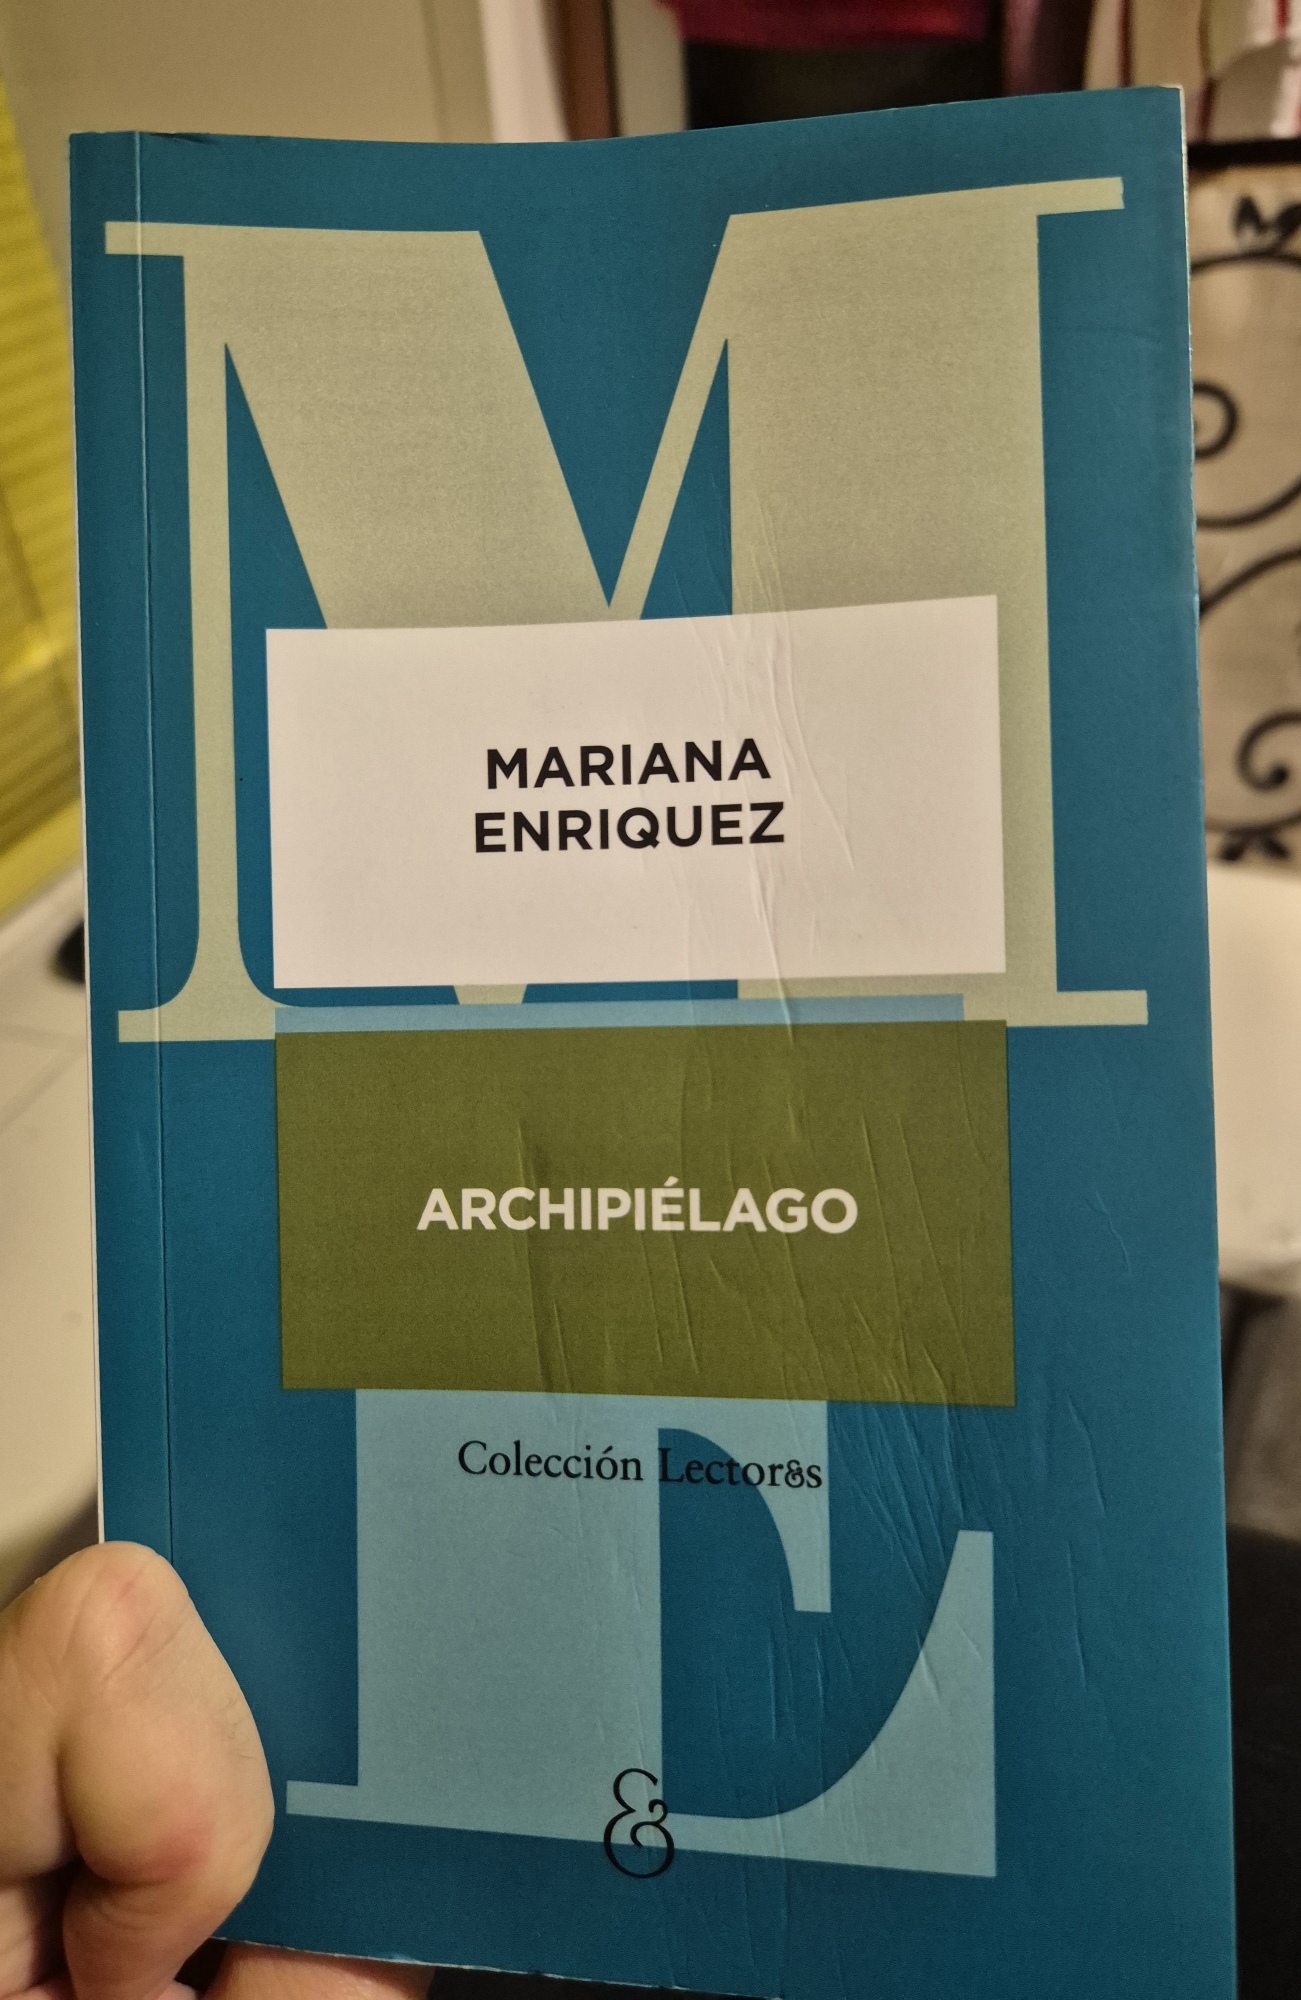 M
MARIANA
ENRIQUEZ
ARCHIPIÉLAGO
Colección Lector&s
E
&